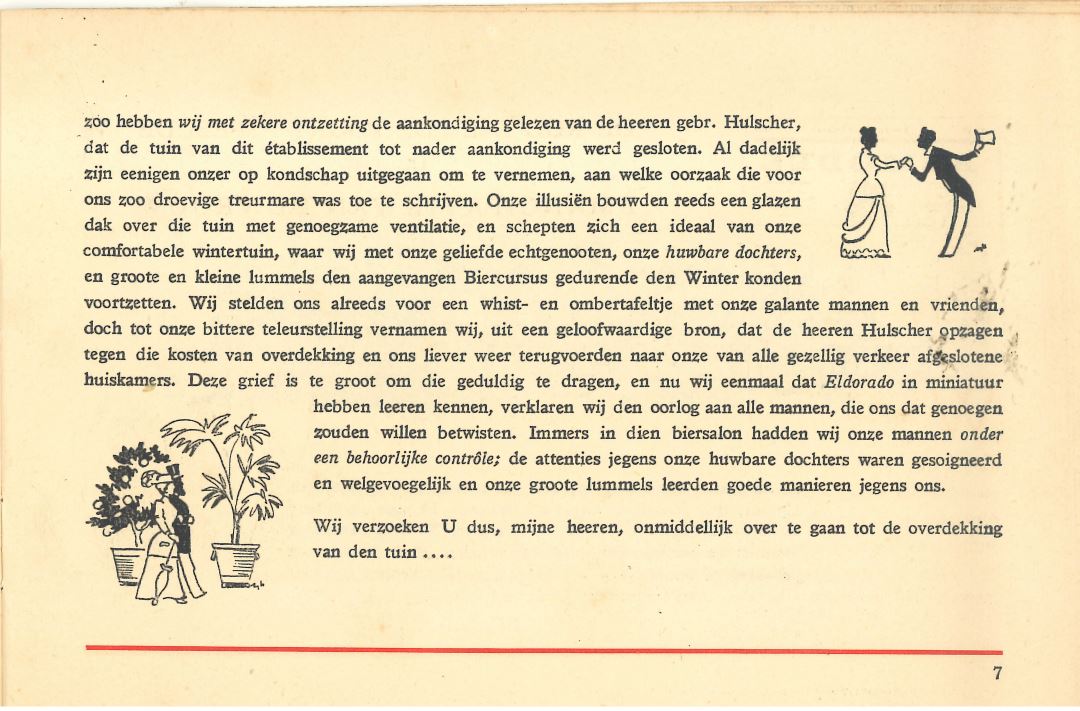 zoo hebben wij met zekere ontzetting de aankondiging gelezen van de heeren gebr. Hulscher,
dat de tuin van dit établissement tot nader aankondiging werd gesloten. Al dadelijk
zijn eenigen onzer op kondschap uitgegaan om te vernemen, aan welke oorzaak die voor
ons zoo droevige treurmare was toe te schrijven. Onze illusiën bouwden reeds een glazen
dak over die tuin met genoegzame ventilatie, en schepten zich een ideaal van onze
comfortabele wintertuin, waar wij met onze geliefde echtgenooten, onze huwbare dochters,
en groote en kleine lummels den aangevangen Biercursus gedurende den Winter konden
voortzetten. Wij stelden ons alreeds voor een whist- en ombertafeltje met onze galante mannen en vrienden,
doch tot onze bittere teleurstelling vernamen wij, uit een geloofwaardige bron, dat de heeren Hulscher opzagen
tegen die kosten van overdekking en ons liever weer terugvoerden naar onze van alle gezellig verkeer afgeslotene
huiskamers. Deze grief is te groot om die geduldig te dragen, en nu wij eenmaal dat Eldorado in miniatuur
hebben leeren kennen, verklaren wij den oorlog aan alle mannen, die ons dat genoegen
zouden willen betwisten. Immers in dien biersalon hadden wij onze mannen onder
een behoorlijke contrôle; de attenties jegens onze huwbare dochters waren gesoigneerd
en welgevoegelijk en onze groote lummels leerden goede manieren jegens ons.
Wij verzoeken U dus, mijne heeren, onmiddellijk over te gaan tot de overdekking
van den tuin ....
7